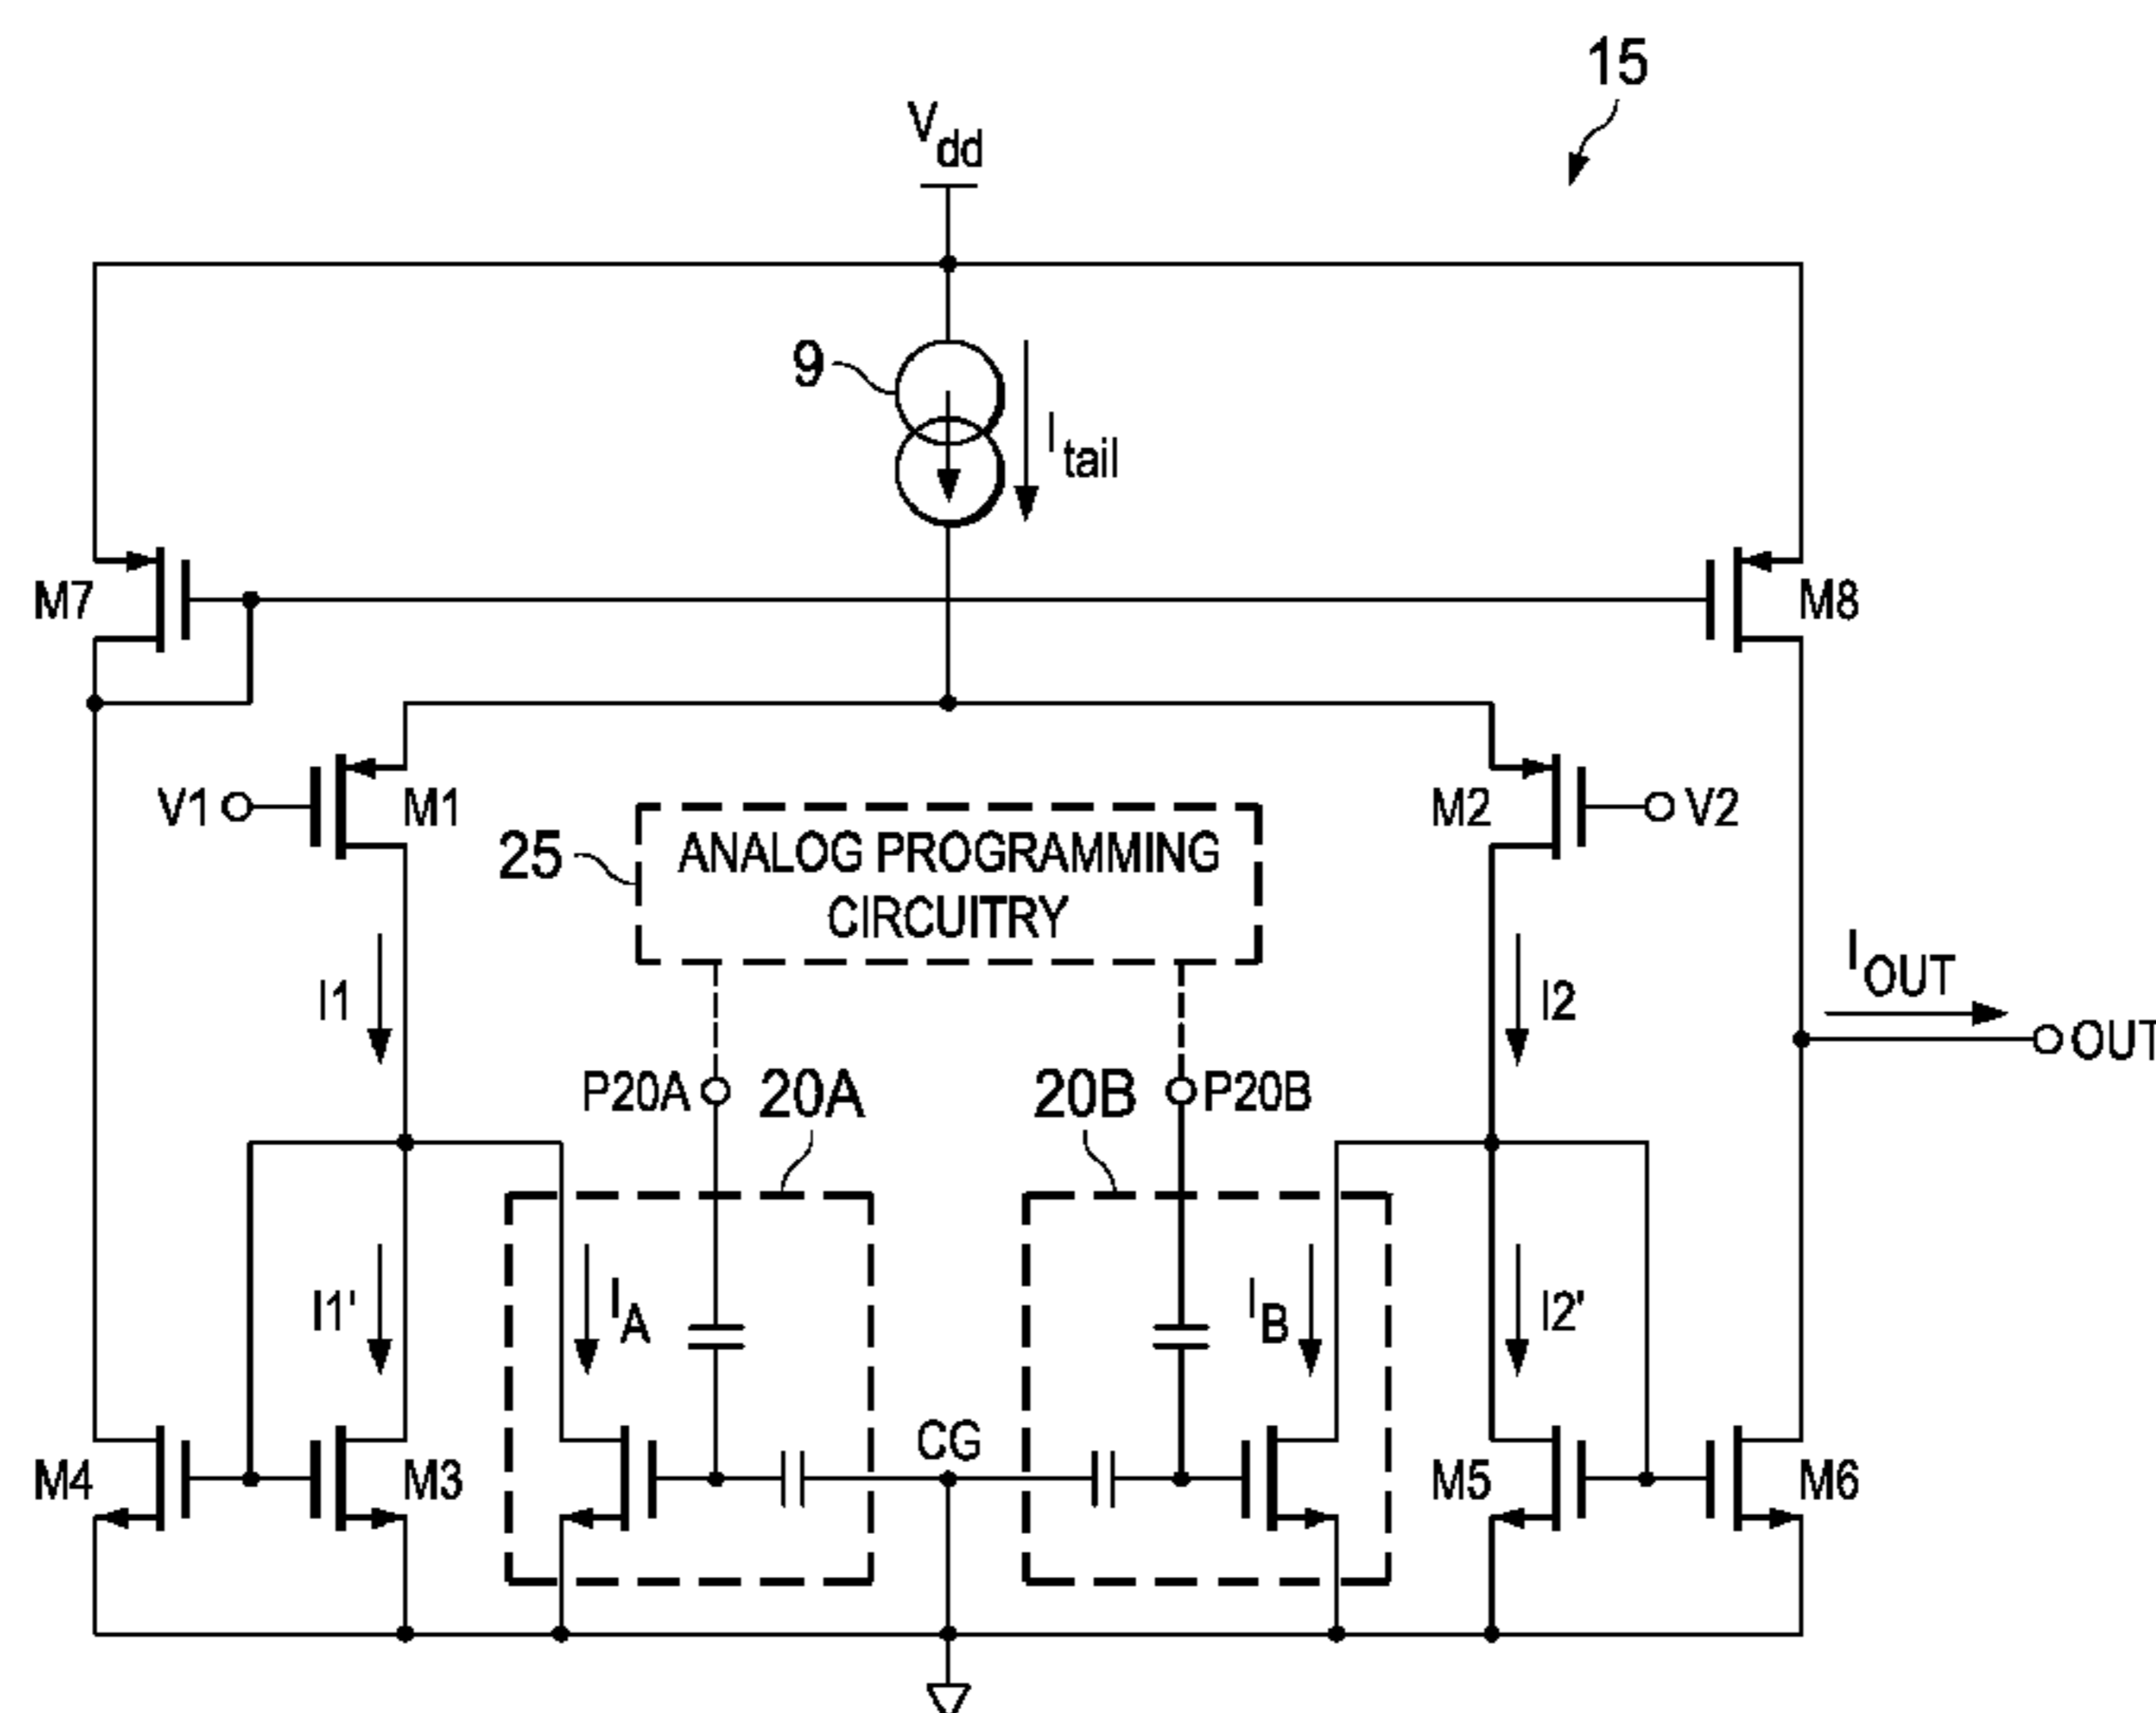 15
Vdd
9
Itail
M7
M8
V1
M1
M2
V2
25
ANALOG PROGRAMMING
CIRCUITRY
I1
I2
IOUT
OUT
P20A
20A
20B
P20B
I1'
IA
IB
I2'
CG
M4
M3
M5
M6